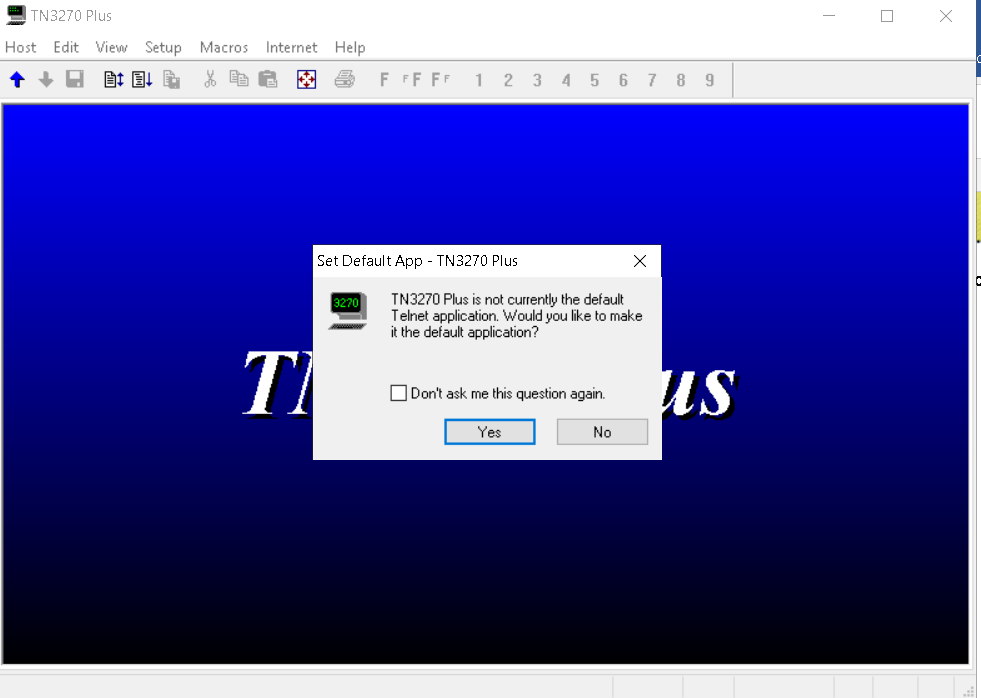 TN3270 Plus
Host Edit View Setup Macros Internet Help
F FF FF 1 2 3 4 5 6 7 8 9
Set Default App - TN3270 Plus
3270
TN3270 Plus is not currently the default
Telnet application. Would you like to make
it the default application?
Don't ask me this question again.
Yes No